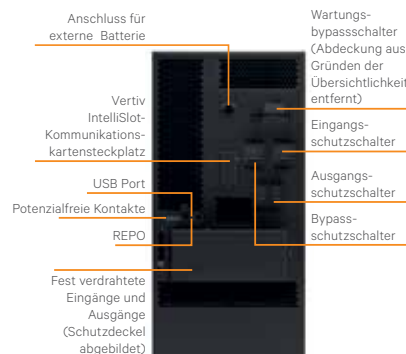 Anschluss für
externe Batterie
Vertiv
IntelliSlot-
Kommunikations-
kartensteckplatz
USB Port
Potenzialfreie Kontakte
REPO
Fest verdrahtete
Eingänge und
Ausgänge
(Schutzdeckel
abgebildet)
Wartungs-
bypassschalter
(Abdeckung aus
Gründen der
Übersichtlichkeit
entfernt)
Eingangs-
schutzschalter
Ausgangs-
schutzschalter
Bypass-
schutzschalter